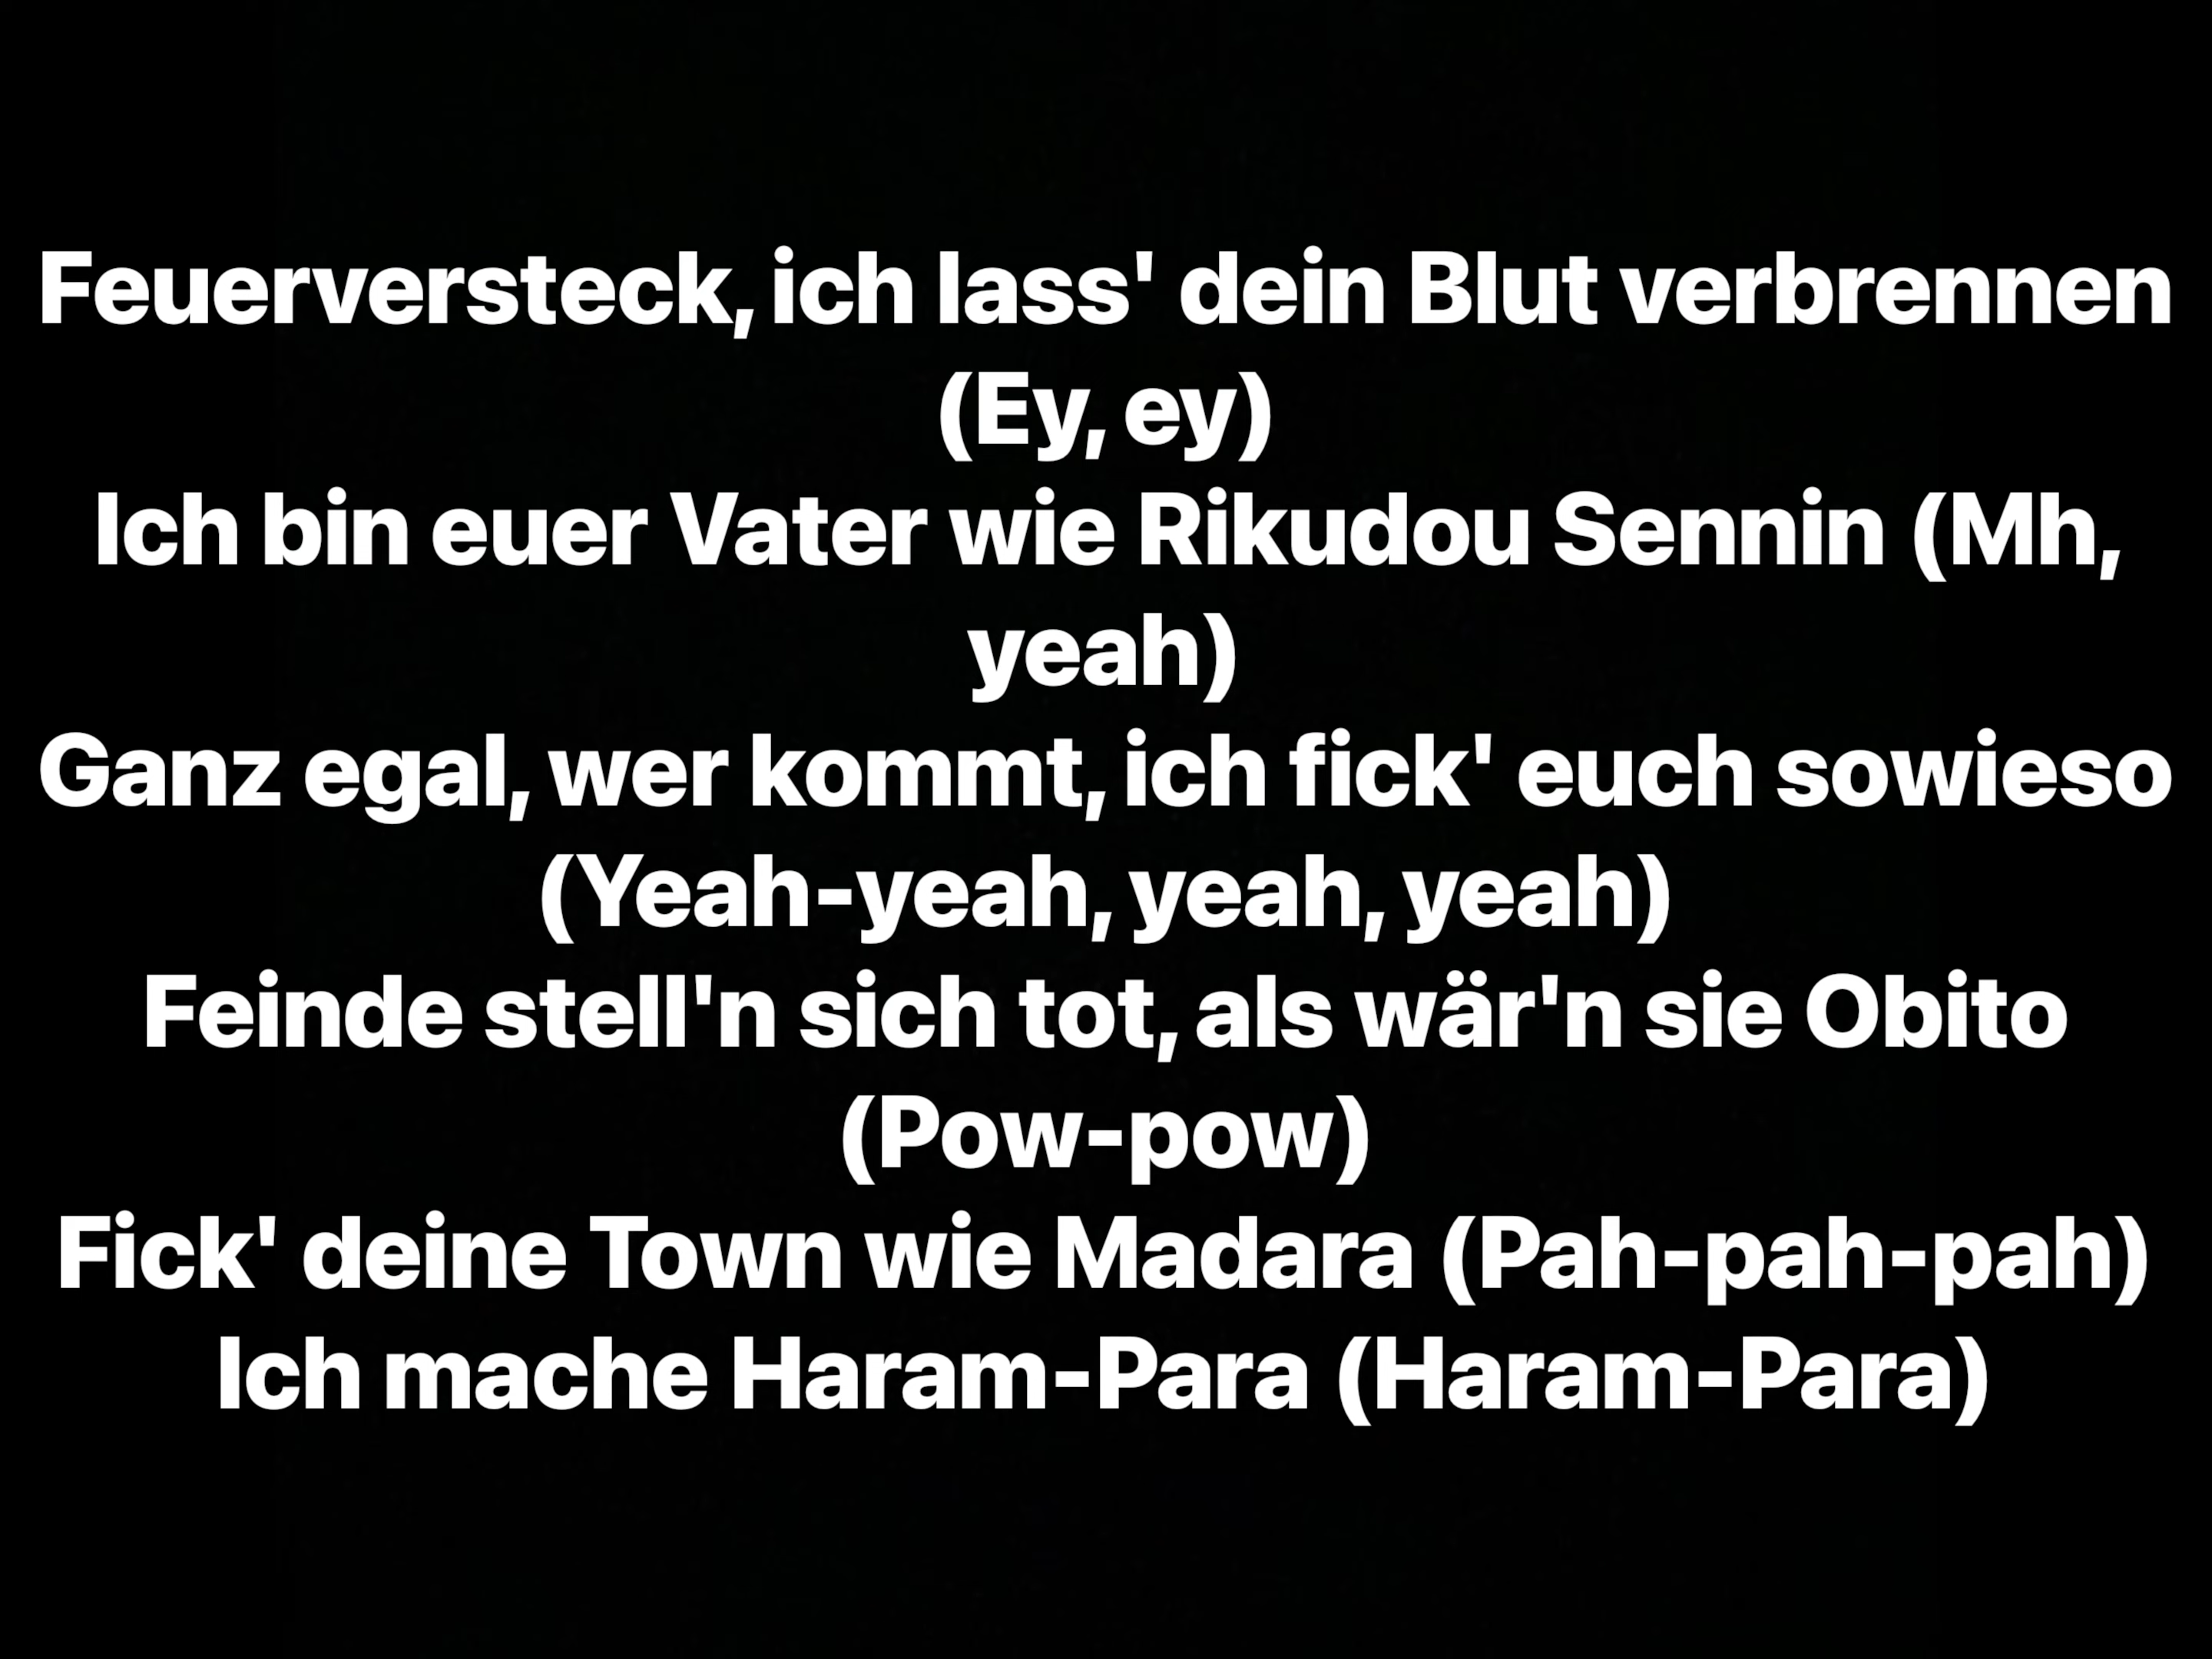 Feuerversteck, ich lass' dein Blut verbrennen
(Ey, ey)
Ich bin euer Vater wie Rikudou Sennin (Mh,
yeah)
Ganz egal, wer kommt, ich fick' euch sowieso
(Yeah-yeah, yeah, yeah)
Feinde stell'n sich tot, als wär'n sie Obito
(Pow-pow)
Fick' deine Town wie Madara (Pah-pah-pah)
Ich mache Haram-Para (Haram-Para)